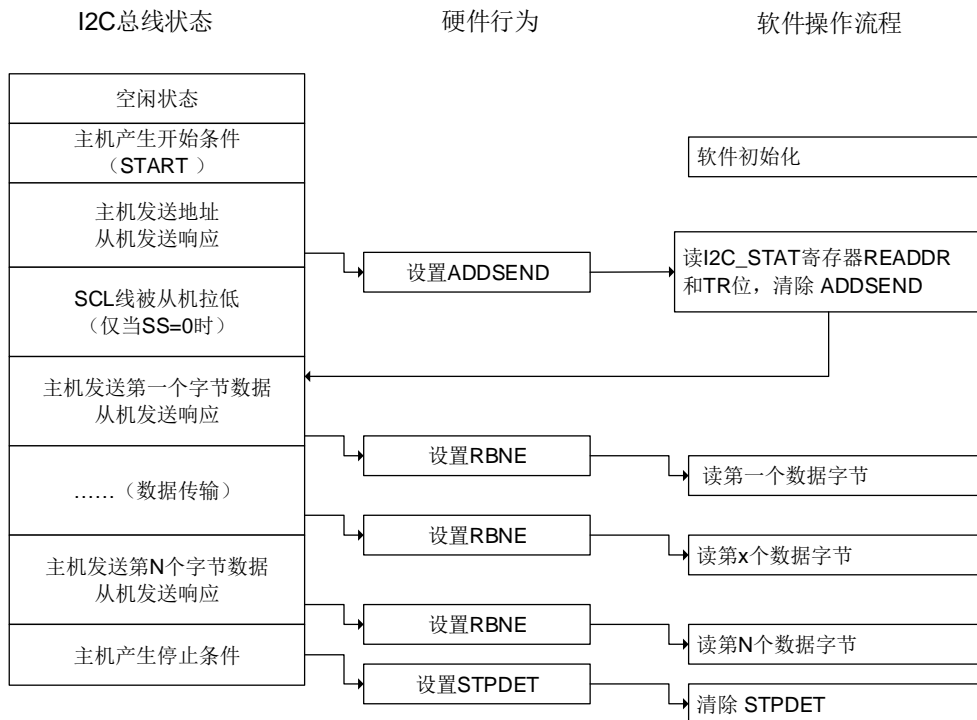 I2C总线状态
硬件行为
软件操作流程
空闲状态
主机产生开始条件
（START ）
软件初始化
主机发送地址
从机发送响应
设置ADDSEND
读I2C_STAT寄存器READDR
和TR位，清除 ADDSEND
SCL线被从机拉低
（仅当SS=0时）
主机发送第一个字节数据
从机发送响应
设置RBNE
读第一个数据字节
……（数据传输）
设置RBNE
读第x个数据字节
主机发送第N个字节数据
从机发送响应
设置RBNE
读第N个数据字节
主机产生停止条件
设置STPDET
清除 STPDET